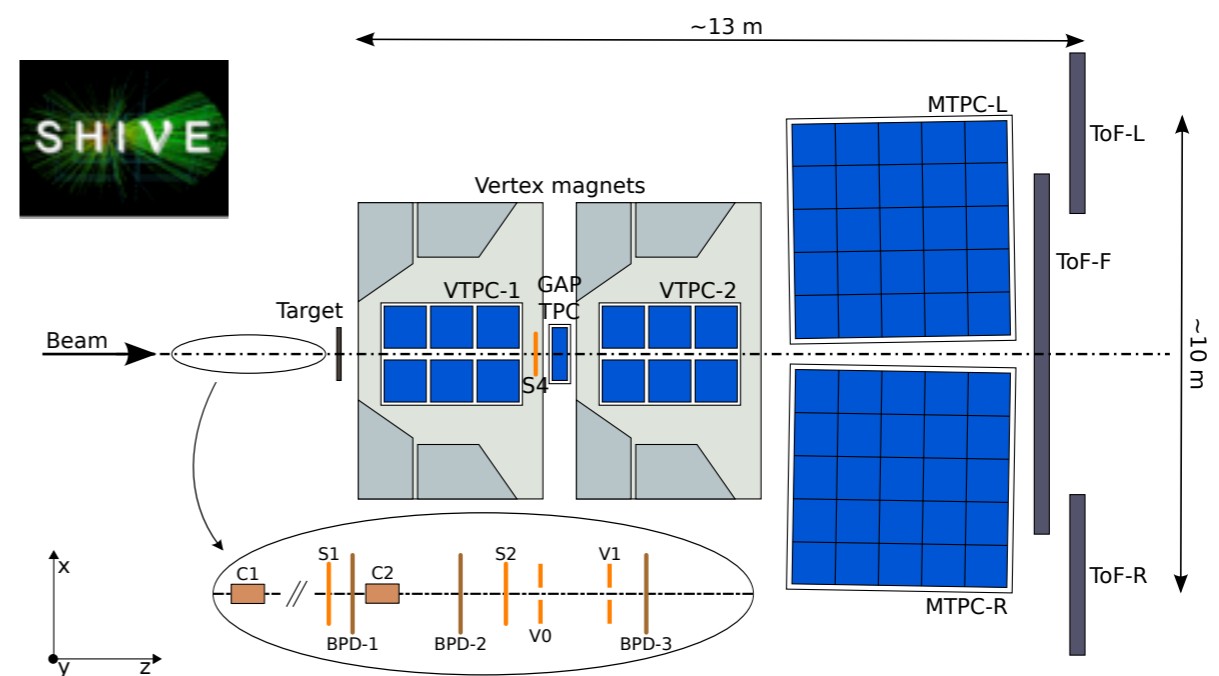 ~13 m
SHIVE
MTPC-L
ToF-L
Vertex magnets
ToF-F
VTPC-1
GAP
TPC
VTPC-2
Target
Beam
S4
~10 m
S1
S2
V1
C1
C2
x
ToF-R
MTPC-R
V0
BPD-1
BPD-2
BPD-3
y
z